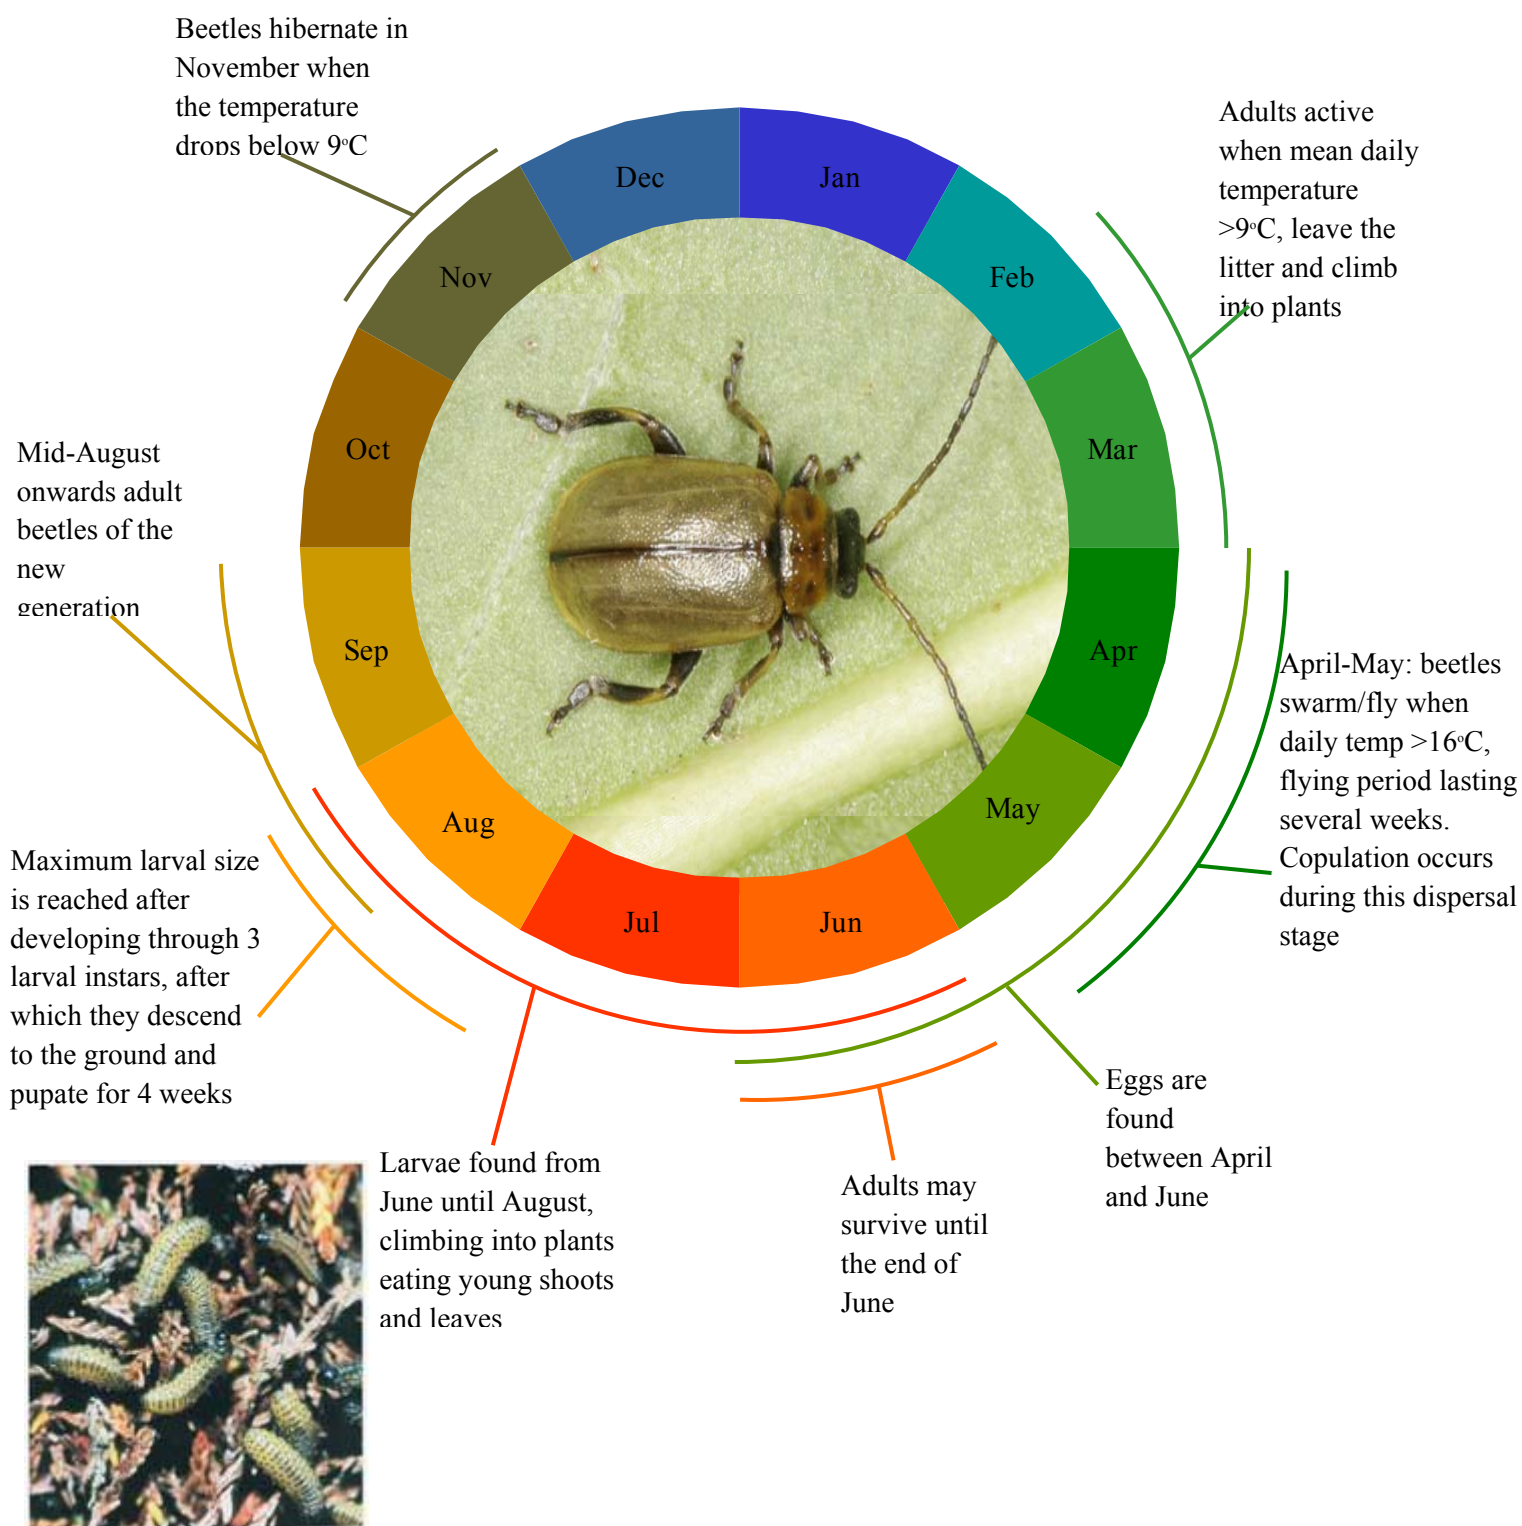 Beetles hibernate in
November when
the temperature
drops below 9°C
Adults active
when mean daily
temperature
>9°C, leave the
litter and climb
into plants
Dec
Jan
Nov
Feb
Oct
Mar
Sep
Apr
Aug
May
Jul
Jun
Mid-August
onwards adult
beetles of the
new
generation
April-May: beetles
swarm/fly when
daily temp >16°C,
flying period lasting
several weeks.
Copulation occurs
during this dispersal
stage
Maximum larval size
is reached after
developing through 3
larval instars, after
which they descend
to the ground and
pupate for 4 weeks
Eggs are
found
between April
and June
Larvae found from
June until August,
climbing into plants
eating young shoots
and leaves
Adults may
survive until
the end of
June